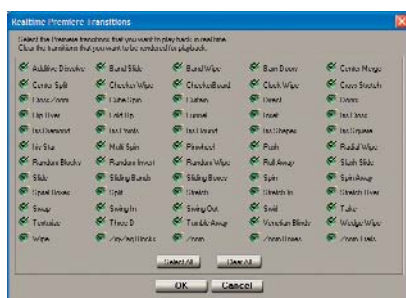 Realtime Premiere Transitions
Select the Premiere transitions that you want to play back in realtime.
Clear the transitions that you want to be rendered for playback.
Additive Dissolve Band Slide Band Wipe Barn Doors Center Merge
Center Split Checker Wipe CheckerBoard Clock Wipe Cross Stretch
Cross Zoom Cube Spin Curtain Direct Doors
Flip Over Fold Up Funnel Inset Iris Cross
Iris Diamond Iris Points Iris Round Iris Shapes Iris Square
Iris Star Multi Spin Pinwheel Push Radial Wipe
Random Blocks Random Invert Random Wipe Roll Away Slash Slide
Slide Sliding Bands Sliding Boxes Spin Spin Away
Spiral Boxes Split Stretch Stretch In Stretch Over
Swap Swing In Swing Out Swirl Take
Texturize Three D Tumble Away Venetian Blinds Wedge Wipe
Wipe Zig-Zag Blocks Zoom Zoom Boxes Zoom Trails
Select All Clear All
OK Cancel